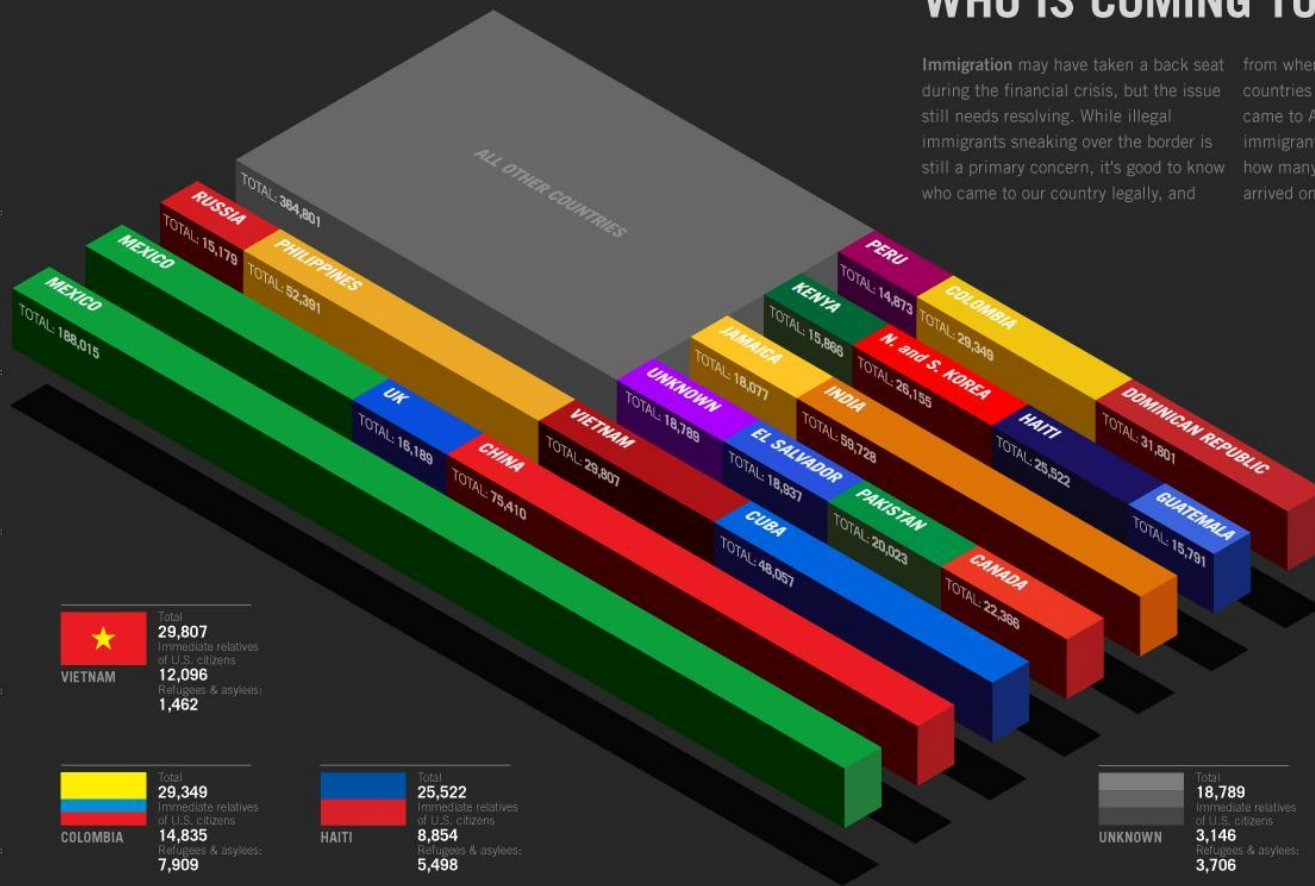 WHO IS COMING TO
Immigration may have taken a back seat
during the financial crisis, but the issue
still needs resolving. While illegal
immigrants sneaking over the border is
still a primary concern, it's good to know
who came to our country legally, and
from when
countries
came to A
immigrant
how many
arrived on
ALL OTHER COUNTRIES
TOTAL: 384,801
RUSSIA
TOTAL: 15,179
PHILIPPINES
TOTAL: 52,391
MEXICO
MEXICO
TOTAL: 188,015
UK
TOTAL: 16,189
CHINA
TOTAL: 75,410
VIETNAM
TOTAL: 29,807
CUBA
TOTAL: 48,057
UNKNOWN
TOTAL: 18,789
EL SALVADOR
TOTAL: 18,937
PAKISTAN
TOTAL: 20,023
CANADA
TOTAL: 22,366
JAMAICA
TOTAL: 18,077
INDIA
TOTAL: 59,728
KENYA
TOTAL: 15,866
N. and S. KOREA
TOTAL: 26,155
HAITI
TOTAL: 25,522
GUATEMALA
TOTAL: 15,791
PERU
TOTAL: 14,873
COLOMBIA
TOTAL: 29,349
DOMINICAN REPUBLIC
TOTAL: 31,801
VIETNAM
Total
29,807
Immediate relatives
of U.S. citizens
12,096
Refugees & asylees:
1,462
COLOMBIA
Total
29,349
Immediate relatives
of U.S. citizens
14,835
Refugees & asylees:
7,909
HAITI
Total
25,522
Immediate relatives
of U.S. citizens
8,854
Refugees & asylees:
5,498
UNKNOWN
Total
18,789
Immediate relatives
of U.S. citizens
3,146
Refugees & asylees:
3,706